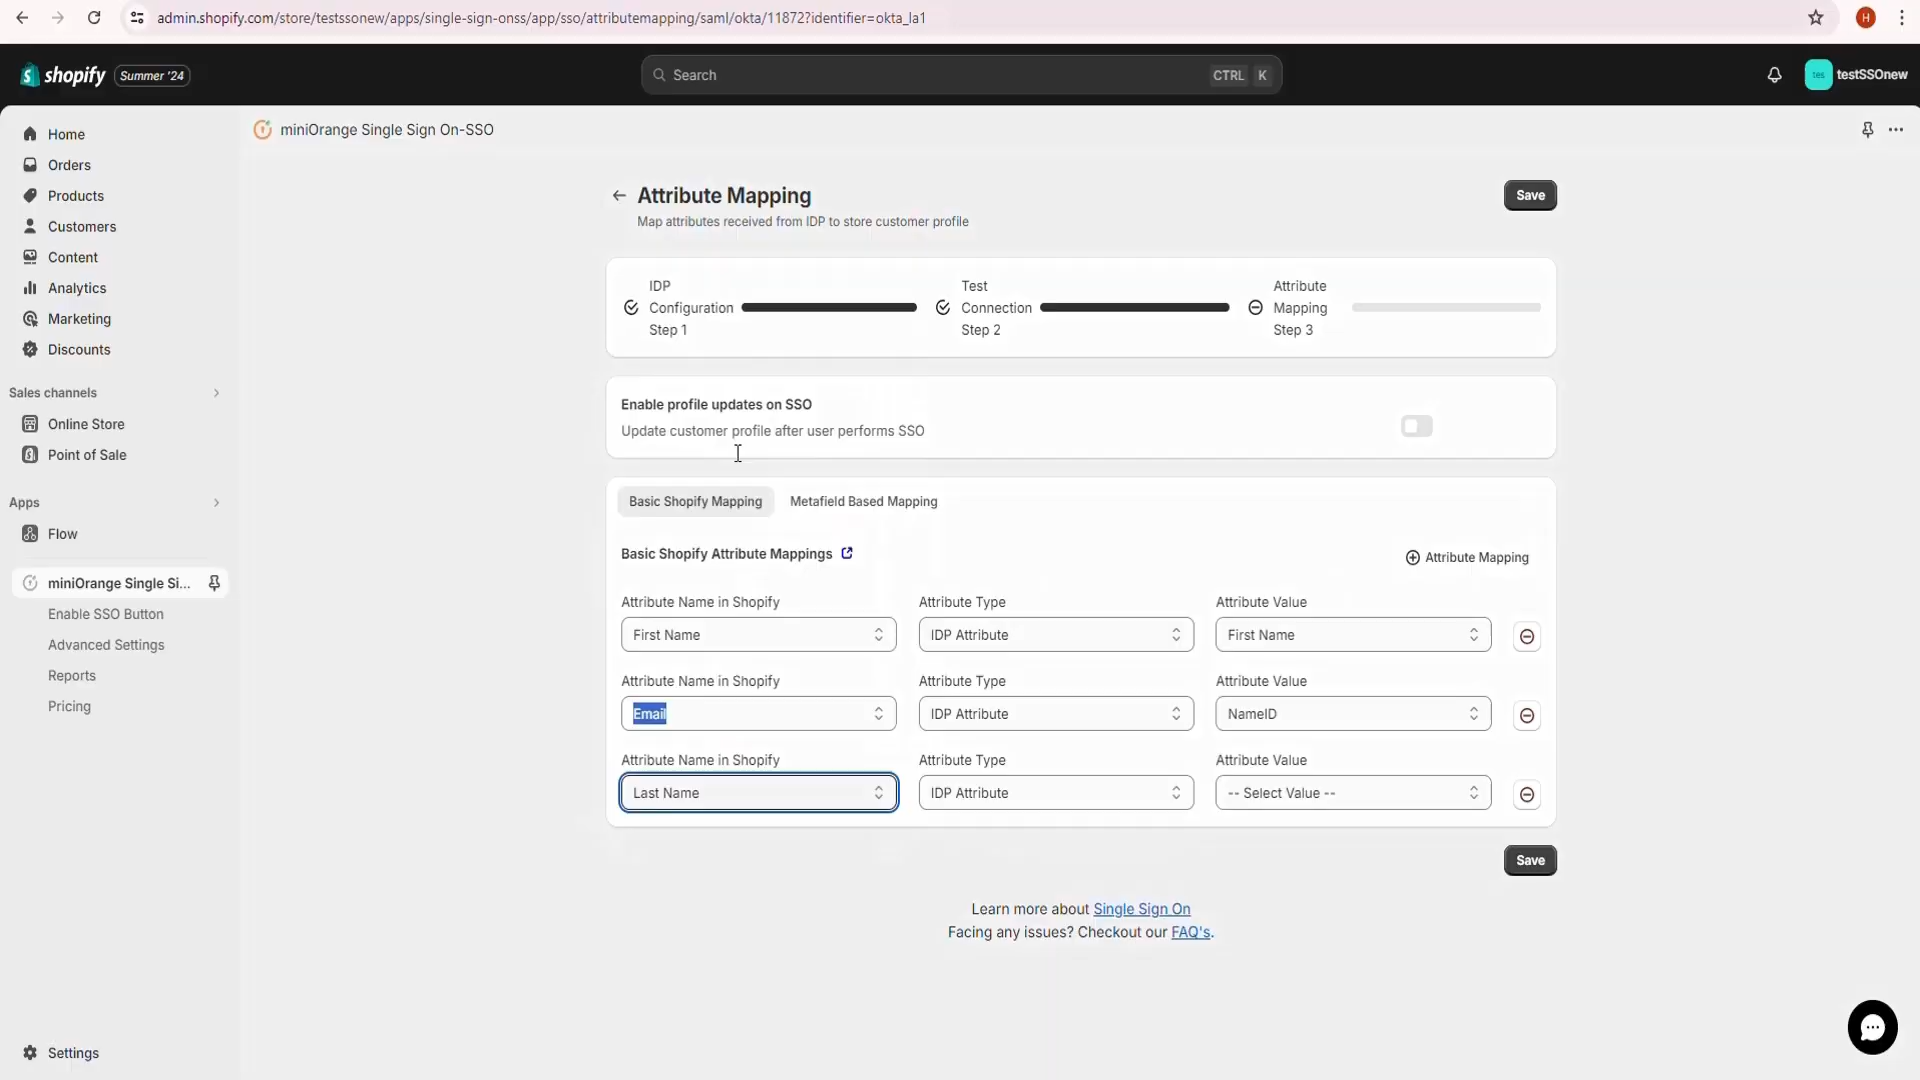 admin.shopify.com/store/testssonew/apps/single-sign-onss/app/sso/attributemapping/saml/okta/11872?identifier=okta_la1
H
shopify Summer '24
Search CTRL K
tes testSSOnew
Home
Orders
Products
Customers
Content
Analytics
Marketing
Discounts
Sales channels
Online Store
Point of Sale
Apps
Flow
miniOrange Single Si...
Enable SSO Button
Advanced Settings
Reports
Pricing
Settings
miniOrange Single Sign On-SSO
Attribute Mapping
Save
Map attributes received from IDP to store customer profile
IDP
Configuration
Step 1
Test
Connection
Step 2
Attribute
Mapping
Step 3
Enable profile updates on SSO
Update customer profile after user performs SSO
Basic Shopify Mapping Metafield Based Mapping
Basic Shopify Attribute Mappings
Attribute Mapping
Attribute Name in Shopify Attribute Type Attribute Value
First Name IDP Attribute First Name
Attribute Name in Shopify Attribute Type Attribute Value
Email IDP Attribute NameID
Attribute Name in Shopify Attribute Type Attribute Value
Last Name IDP Attribute -- Select Value --
Save
Learn more about Single Sign On
Facing any issues? Checkout our FAQ's.